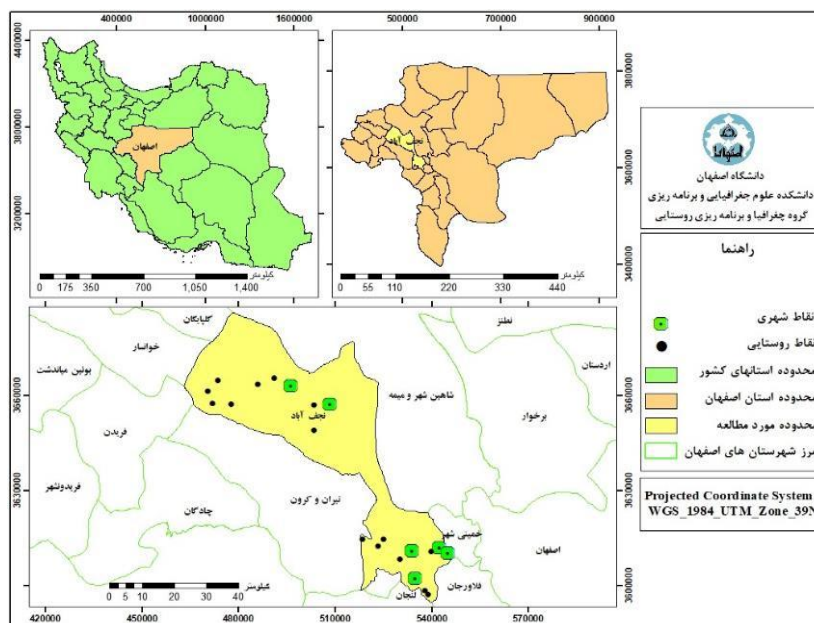 400000 1000000 1600000
4400000
3800000
3200000
اصفهان
کیلومتر
0 175 350 700 1,050 1,400
500000 700000 900000
3800000
3600000
3400000
نجف آباد
کیلومتر
0 55 110 220 330 440
اصفهان
دانشگاه اصفهان
دانشکده علوم جغرافیایی و برنامه ریزی
گروه جغرافیا و برنامه ریزی روستایی
راهنما
نقاط شهری
نقاط روستایی
محدوده استانهای کشور
محدوده استان اصفهان
محدوده مورد مطالعه
مرز شهرستان های اصفهان
Projected Coordinate System
WGS_1984_UTM_Zone_39N
گلپایگان
خوانسار
بوئین میاندشت
فریدن
فریدونشهر
چادگان
تیران و کرون
نجف آباد
شاهین شهر و میمه
نطنز
اردستان
برخوار
خمینی شهر
اصفهان
فلاورجان
لنجان
کیلومتر
0 5 10 20 30 40
3660000
3630000
3600000
3660000
3630000
3600000
420000 450000 480000 510000 540000 570000